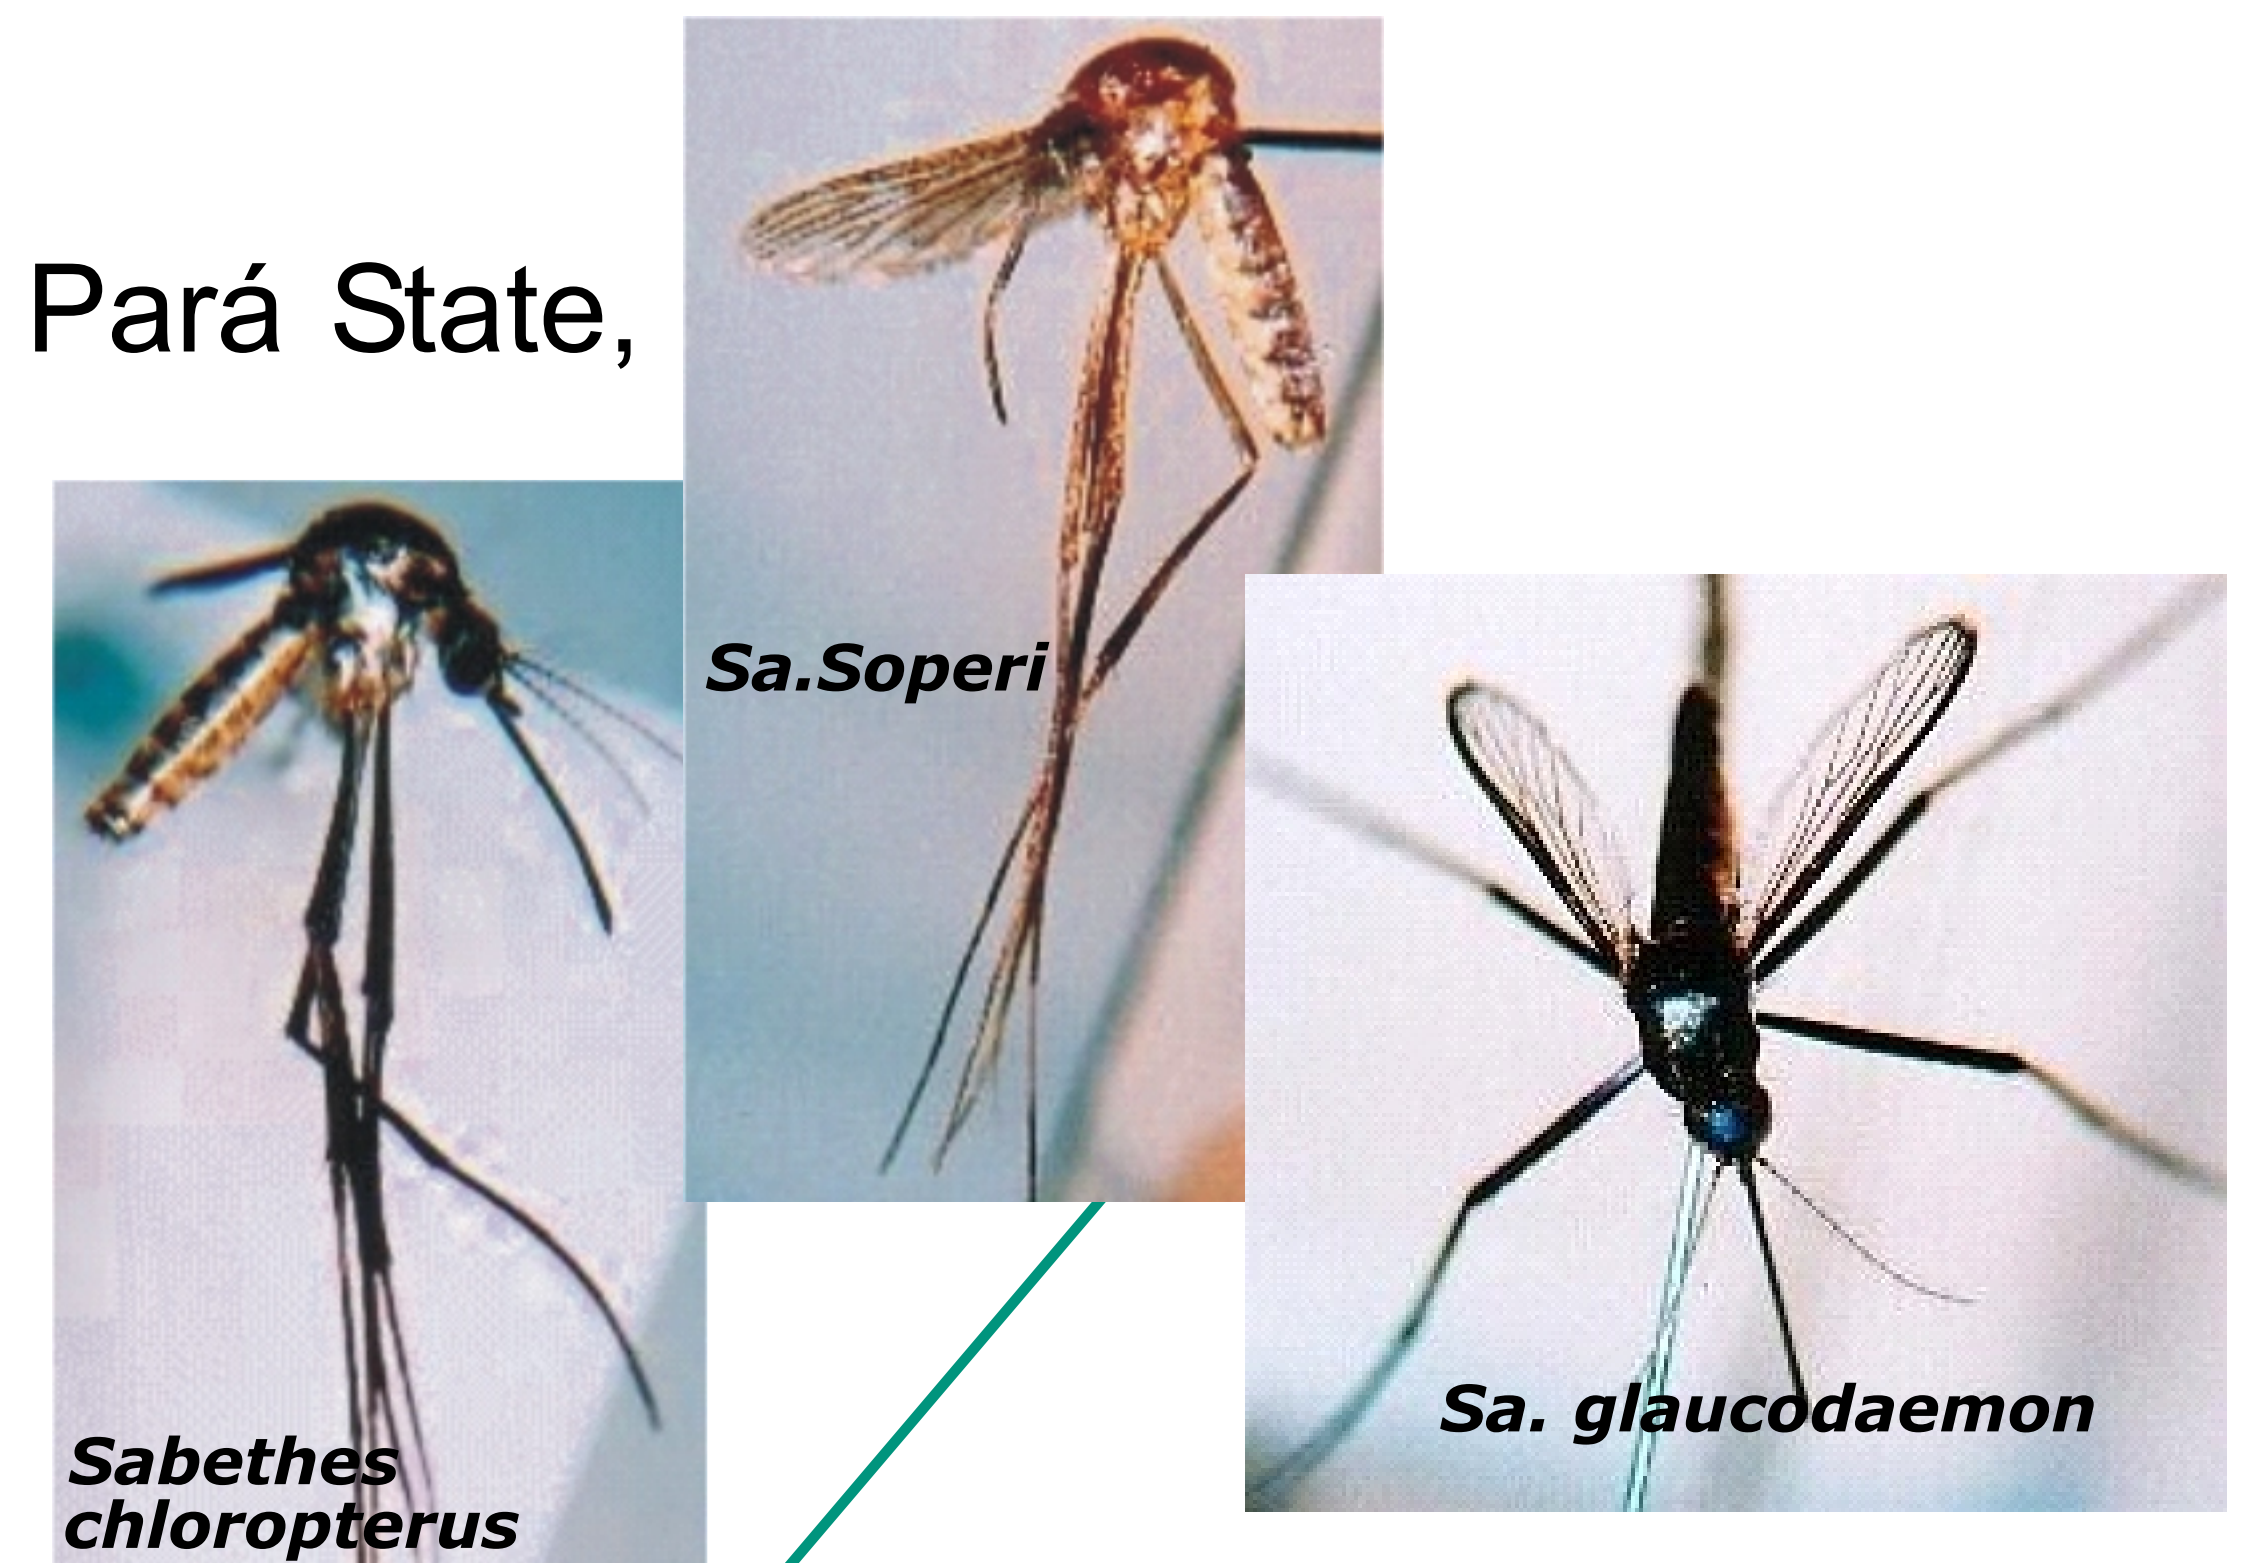 Pará State,
Sa.Soperi
Sa. glaucodaemon
Sabethes
chloropterus